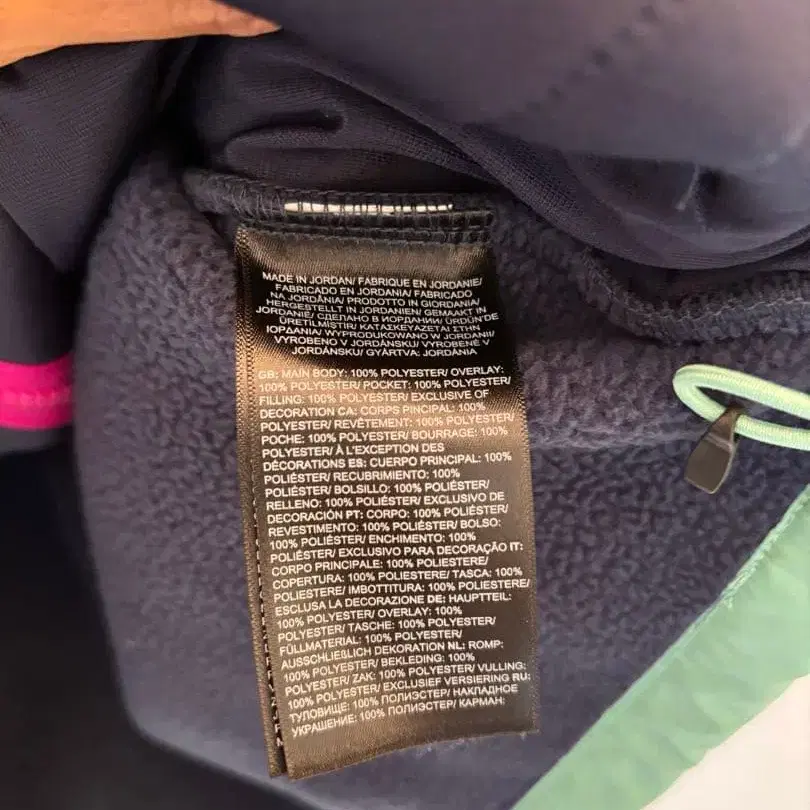 MADE IN JORDAN/ FABRIQUE EN JORDANIE/
FABRICADO EN JORDANIA/ FABRICADO
NA JORDÂNIA/ PRODOTTO IN GIORDANIA/
HERGESTELLT IN JORDANIEN/ GEMAAKT IN
JORDANIE/ СДЕЛАНО В ИОРДАНИИ/ ÜRDÜN'DE
ÜRETİLMİŞTİR/ ΚΑΤΑΣΚΕΥΑΖΕΤΑΙ ΣΤΗΝ
ΙΟΡΔΑΝΙΑ/ WYPRODUKOWANO W JORDANII/
VYROBENO V JORDÁNSKU/ VYROBENÉ V
JORDÁNSKU/ GYÁRTVA: JORDÁNIA
GB: MAIN BODY: 100% POLYESTER/ OVERLAY:
100% POLYESTER/ POCKET: 100% POLYESTER/
FILLING: 100% POLYESTER/ EXCLUSIVE OF
DECORATION CA: CORPS PINCIPAL: 100%
POLYESTER/ REVÊTEMENT: 100% POLYESTER/
POCHE: 100% POLYESTER/ BOURRAGE: 100%
POLYESTER/ À L'EXCEPTION DES
DÉCORATIONS ES: CUERPO PRINCIPAL: 100%
POLIÉSTER/ RECUBRIMIENTO: 100%
POLIÉSTER/ BOLSILLO: 100% POLIÉSTER/
RELLENO: 100% POLIÉSTER/ EXCLUSIVO DE
DECORACIÓN PT: CORPO: 100% POLIÉSTER/
REVESTIMENTO: 100% POLIÉSTER/ BOLSO:
100% POLIÉSTER/ ENCHIMENTO: 100%
POLIÉSTER/ EXCLUSIVO PARA DECORAÇÃO IT:
CORPO PRINCIPALE: 100% POLIESTERE/
COPERTURA: 100% POLIESTERE/ TASCA: 100%
POLIESTERE/ IMBOTTITURA: 100% POLIESTERE/
ESCLUSA LA DECORAZIONE DE: HAUPTTEIL:
100% POLYESTER/ OVERLAY: 100%
POLYESTER/ TASCHE: 100% POLYESTER/
FÜLLMATERIAL: 100% POLYESTER/
AUSSCHLIEßLICH DEKORATION NL: ROMP:
100% POLYESTER/ BEKLEDING: 100%
POLYESTER/ ZAK: 100% POLYESTER/ VULLING:
100% POLYESTER/ EXCLUSIEF VERSIERING RU:
ТУЛОВИЩЕ: 100% ПОЛИЭСТЕР/ НАКЛАДНОЕ
УКРАШЕНИЕ: 100% ПОЛИЭСТЕР/ КАРМАН: